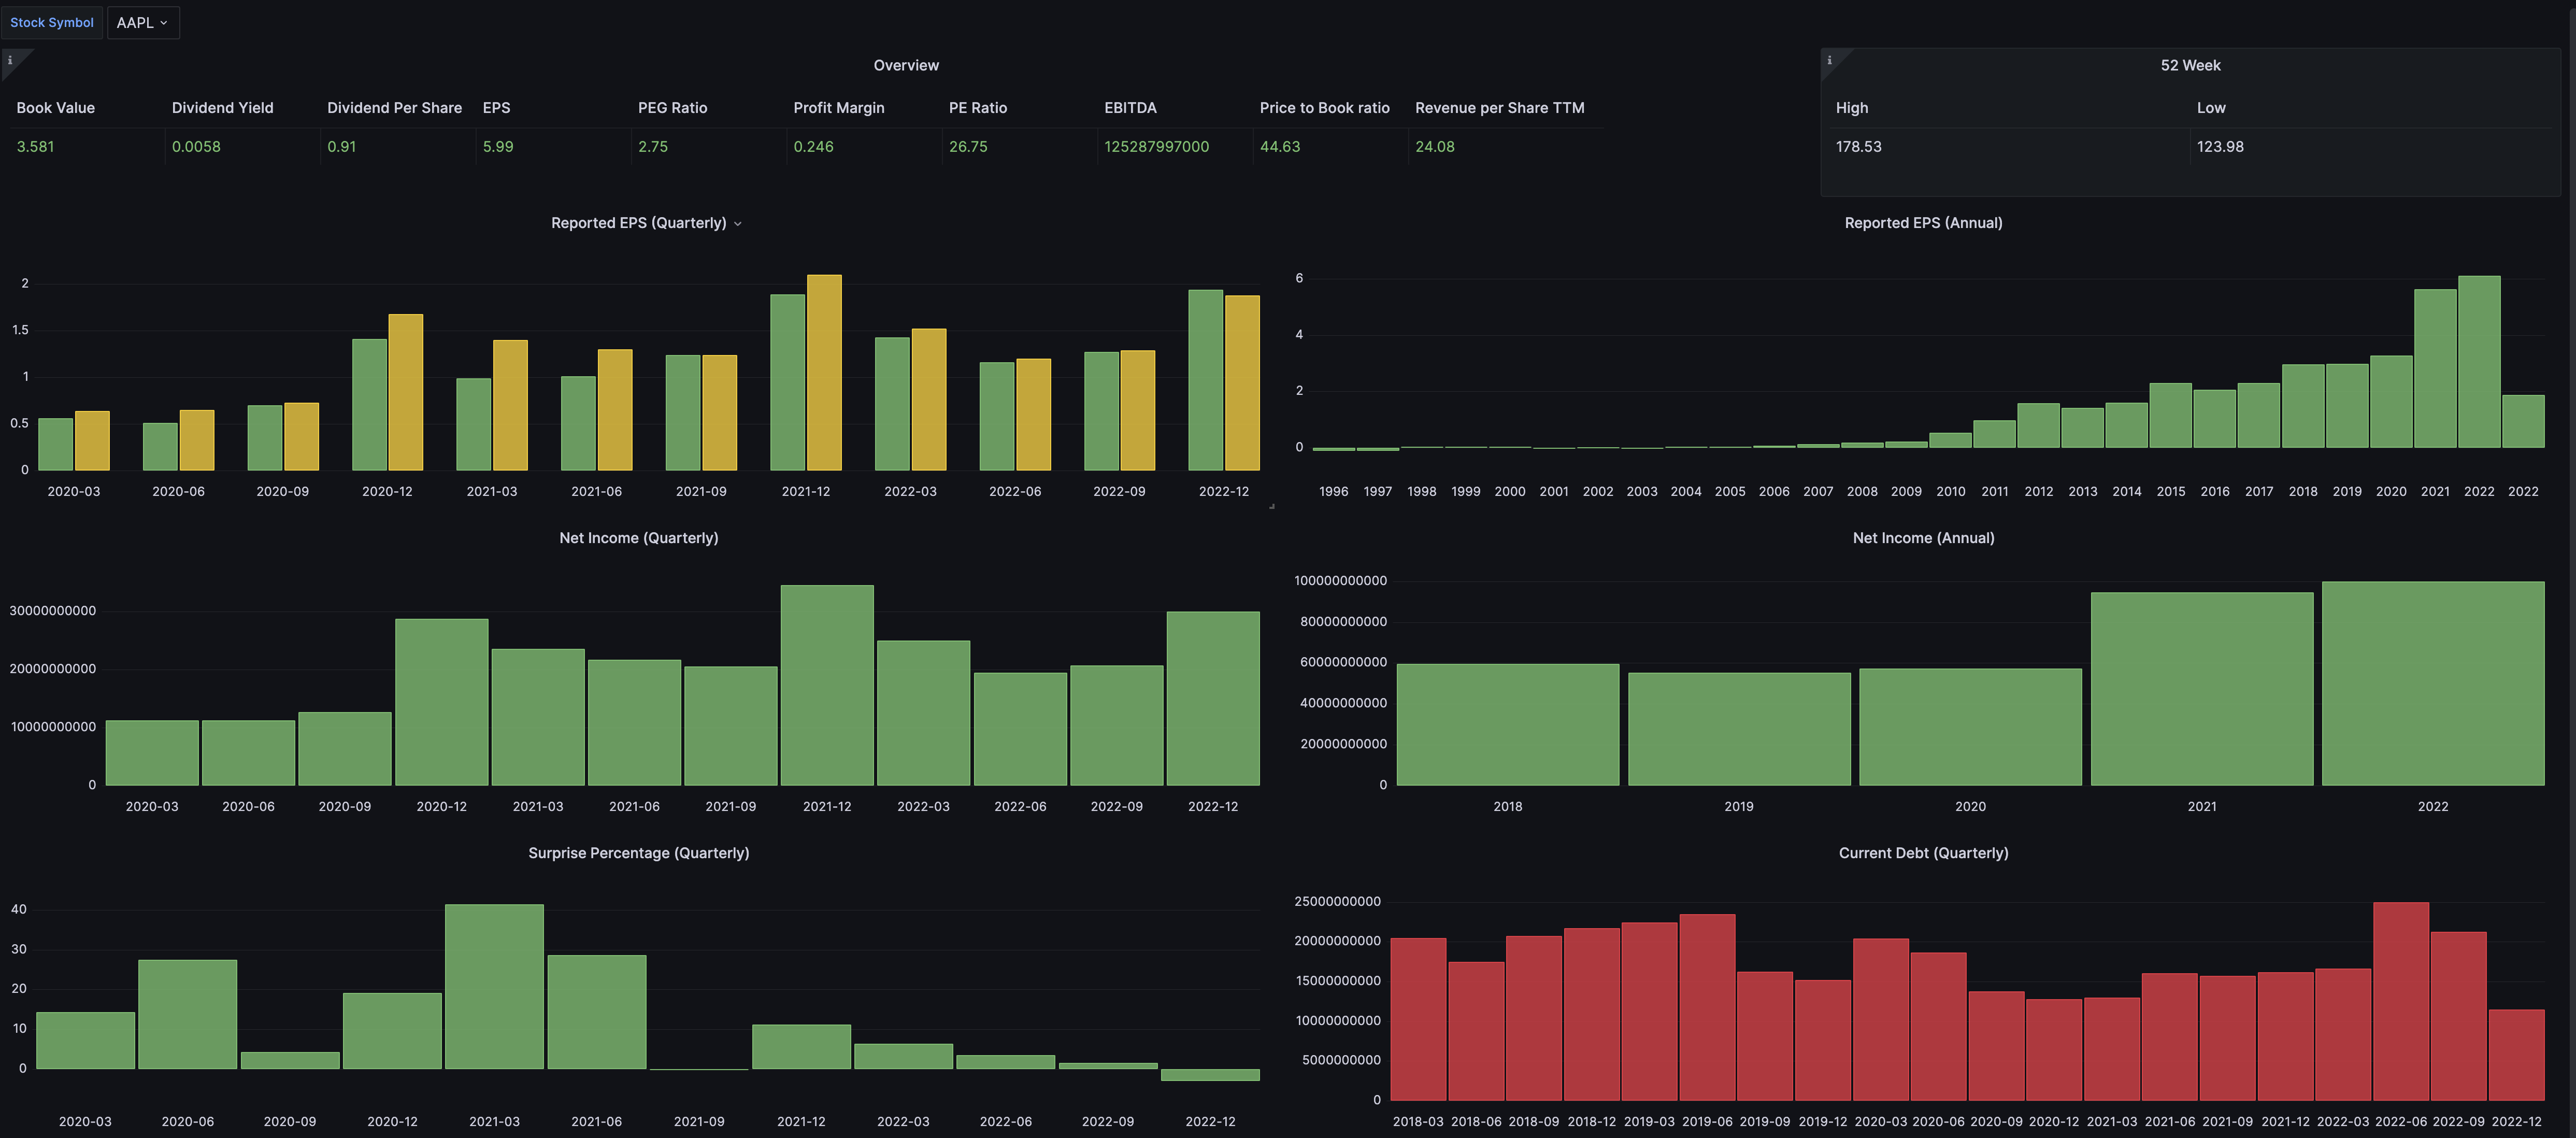 Stock Symbol AAPL
Overview
Book Value Dividend Yield Dividend Per Share EPS PEG Ratio Profit Margin PE Ratio EBITDA Price to Book ratio Revenue per Share TTM
3.581 0.0058 0.91 5.99 2.75 0.246 26.75 125287997000 44.63 24.08
52 Week
High Low
178.53 123.98
Reported EPS (Quarterly)
2
1.5
1
0.5
0
2020-03 2020-06 2020-09 2020-12 2021-03 2021-06 2021-09 2021-12 2022-03 2022-06 2022-09 2022-12
Reported EPS (Annual)
6
4
2
0
1996 1997 1998 1999 2000 2001 2002 2003 2004 2005 2006 2007 2008 2009 2010 2011 2012 2013 2014 2015 2016 2017 2018 2019 2020 2021 2022 2022
Net Income (Quarterly)
30000000000
20000000000
10000000000
0
2020-03 2020-06 2020-09 2020-12 2021-03 2021-06 2021-09 2021-12 2022-03 2022-06 2022-09 2022-12
Net Income (Annual)
100000000000
80000000000
60000000000
40000000000
20000000000
0
2018 2019 2020 2021 2022
Surprise Percentage (Quarterly)
40
30
20
10
0
2020-03 2020-06 2020-09 2020-12 2021-03 2021-06 2021-09 2021-12 2022-03 2022-06 2022-09 2022-12
Current Debt (Quarterly)
25000000000
20000000000
15000000000
10000000000
5000000000
0
2018-03 2018-06 2018-09 2018-12 2019-03 2019-06 2019-09 2019-12 2020-03 2020-06 2020-09 2020-12 2021-03 2021-06 2021-09 2021-12 2022-03 2022-06 2022-09 2022-12